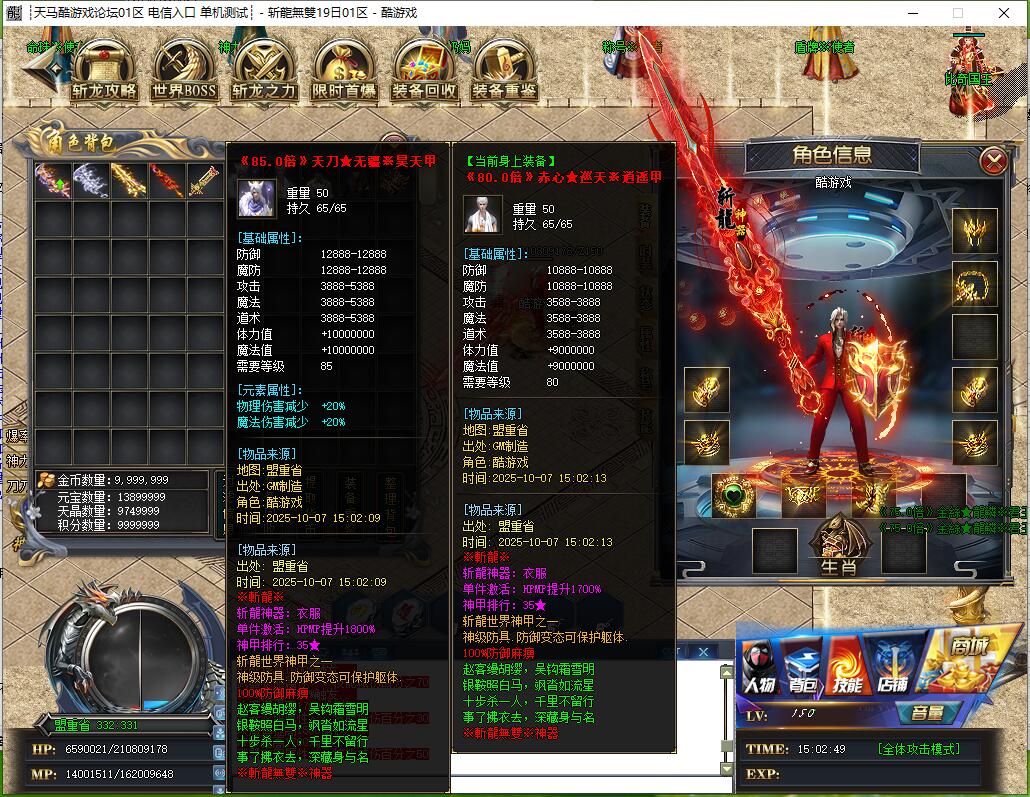 天马酷游戏论坛01区 电信入口 单机测试 - 斩龍無雙19日01区 - 酷游戏
斩龙攻略
世界BOSS
斩龙之力
限时首爆
装备回收
装备重鉴
盾牌※使者
比奇国王
角色背包
金币数量: 9,999,999
元宝数量: 13899999
天晶数量: 9749999
积分数量: 9999999
《85.0倍》天刀★无疆※昊天甲
重量 50
持久 65/65
[基础属性]:
防御 12888-12888
魔防 12888-12888
攻击 3888-5388
魔法 3888-5388
道术 3888-5388
体力值 +10000000
魔法值 +10000000
需要等级 85
[元素属性]:
物理伤害减少 +20%
魔法伤害减少 +20%
[物品来源]
地图:盟重省
出处:GM制造
角色:酷游戏
时间:2025-10-07 15:02:09
[物品来源]
出处: 盟重省
时间: 2025-10-07 15:02:09
※斬龍※
斩龍神器: 衣服
单件激活: HPMP提升1800%
神甲排行: 35★
斩龍世界神甲之一
神级防具.防御变态可保护躯体.
100%防御麻痹
赵客缦胡缨, 吴钩霜雪明
银鞍照白马, 飒沓如流星
十步杀一人, 千里不留行
事了拂衣去, 深藏身与名
※斬龍無雙※神器
【当前身上装备】
《80.0倍》赤心★巡天※逍遥甲
重量 50
持久 65/65
[基础属性]:
防御 10888-10888
魔防 10888-10888
攻击 3588-3888
魔法 3588-3888
道术 3588-3888
体力值 +9000000
魔法值 +9000000
需要等级 80
[物品来源]
地图:盟重省
出处:GM制造
角色:酷游戏
时间:2025-10-07 15:02:13
[物品来源]
出处: 盟重省
时间: 2025-10-07 15:02:13
※斬龍※
斩龍神器: 衣服
单件激活: HPMP提升1700%
神甲排行: 35★
斩龍世界神甲之一
神级防具.防御变态可保护躯体.
100%防御麻痹
赵客缦胡缨, 吴钩霜雪明
银鞍照白马, 飒沓如流星
十步杀一人, 千里不留行
事了拂衣去, 深藏身与名
※斬龍無雙※神器
角色信息
酷游戏
斩龍
神器
生肖
盟重省 332:331
HP: 6590021/210809178
MP: 14001511/162009648
人物
背包
技能
店铺
商城
LV: 150
音量
TIME: 15:02:49 [全体攻击模式]
EXP: